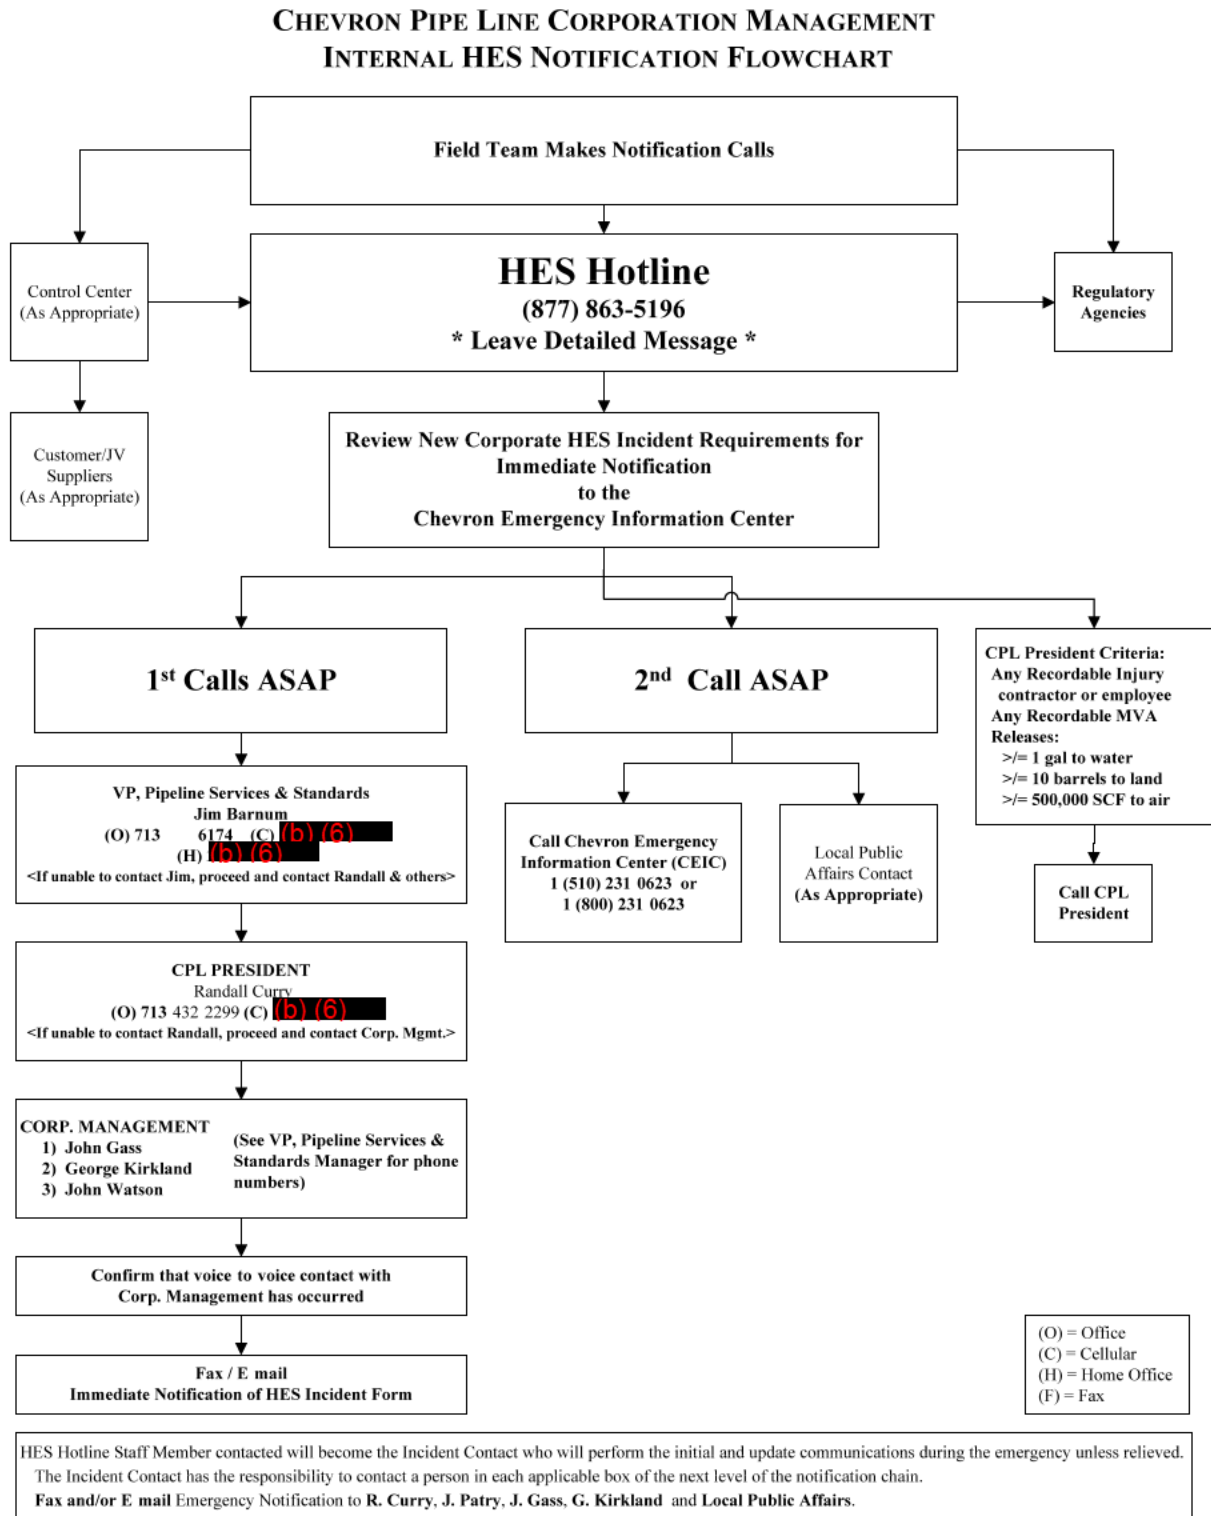 CHEVRON PIPE LINE CORPORATION MANAGEMENT
INTERNAL HES NOTIFICATION FLOWCHART
Field Team Makes Notification Calls
Control Center
(As Appropriate)
HES Hotline
(877) 863-5196
* Leave Detailed Message *
Regulatory
Agencies
Customer/JV
Suppliers
(As Appropriate)
Review New Corporate HES Incident Requirements for
Immediate Notification
to the
Chevron Emergency Information Center
1st Calls ASAP
2nd Call ASAP
CPL President Criteria:
Any Recordable Injury
contractor or employee
Any Recordable MVA
Releases:
>/= 1 gal to water
>/= 10 barrels to land
>/= 500,000 SCF to air
VP, Pipeline Services & Standards
Jim Barnum
(O) 713 6174 (C) (b) (6)
(H) (b) (6)
<If unable to contact Jim, proceed and contact Randall & others>
Call Chevron Emergency
Information Center (CEIC)
1 (510) 231 0623 or
1 (800) 231 0623
Local Public
Affairs Contact
(As Appropriate)
Call CPL
President
CPL PRESIDENT
Randall Curry
(O) 713 432 2299 (C) (b) (6)
<If unable to contact Randall, proceed and contact Corp. Mgmt.>
CORP. MANAGEMENT
1) John Gass
2) George Kirkland
3) John Watson
(See VP, Pipeline Services &
Standards Manager for phone
numbers)
Confirm that voice to voice contact with
Corp. Management has occurred
Fax / E mail
Immediate Notification of HES Incident Form
(O) = Office
(C) = Cellular
(H) = Home Office
(F) = Fax
HES Hotline Staff Member contacted will become the Incident Contact who will perform the initial and update communications during the emergency unless relieved.
The Incident Contact has the responsibility to contact a person in each applicable box of the next level of the notification chain.
Fax and/or E mail Emergency Notification to R. Curry, J. Patry, J. Gass, G. Kirkland and Local Public Affairs.